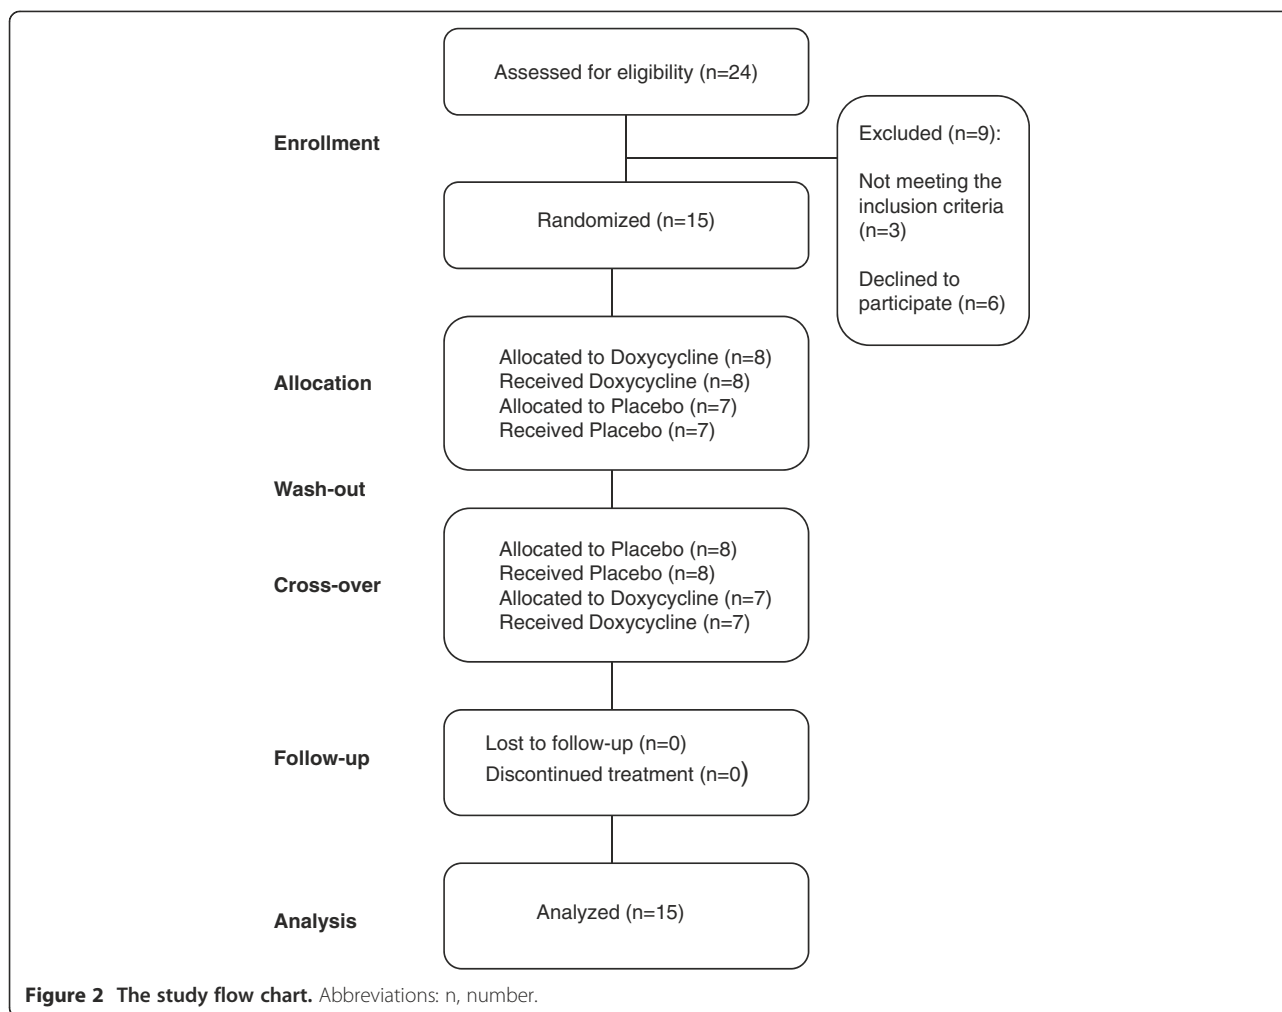 Assessed for eligibility (n=24)
Enrollment
Excluded (n=9):
Not meeting the
inclusion criteria
(n=3)
Declined to
participate (n=6)
Randomized (n=15)
Allocation
Allocated to Doxycycline (n=8)
Received Doxycycline (n=8)
Allocated to Placebo (n=7)
Received Placebo (n=7)
Wash-out
Cross-over
Allocated to Placebo (n=8)
Received Placebo (n=8)
Allocated to Doxycycline (n=7)
Received Doxycycline (n=7)
Follow-up
Lost to follow-up (n=0)
Discontinued treatment (n=0)
Analysis
Analyzed (n=15)
Figure 2 The study flow chart. Abbreviations: n, number.